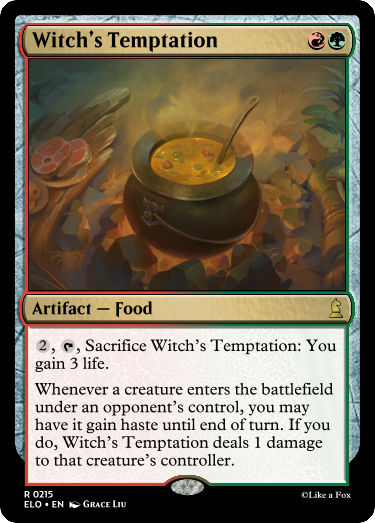 Witch's Temptation
Artifact — Food
2, T, Sacrifice Witch's Temptation: You
gain 3 life.
Whenever a creature enters the battlefield
under an opponent's control, you may
have it gain haste until end of turn. If you
do, Witch's Temptation deals 1 damage
to that creature's controller.
R 0215
ELO • EN Grace Liu
©Like a Fox